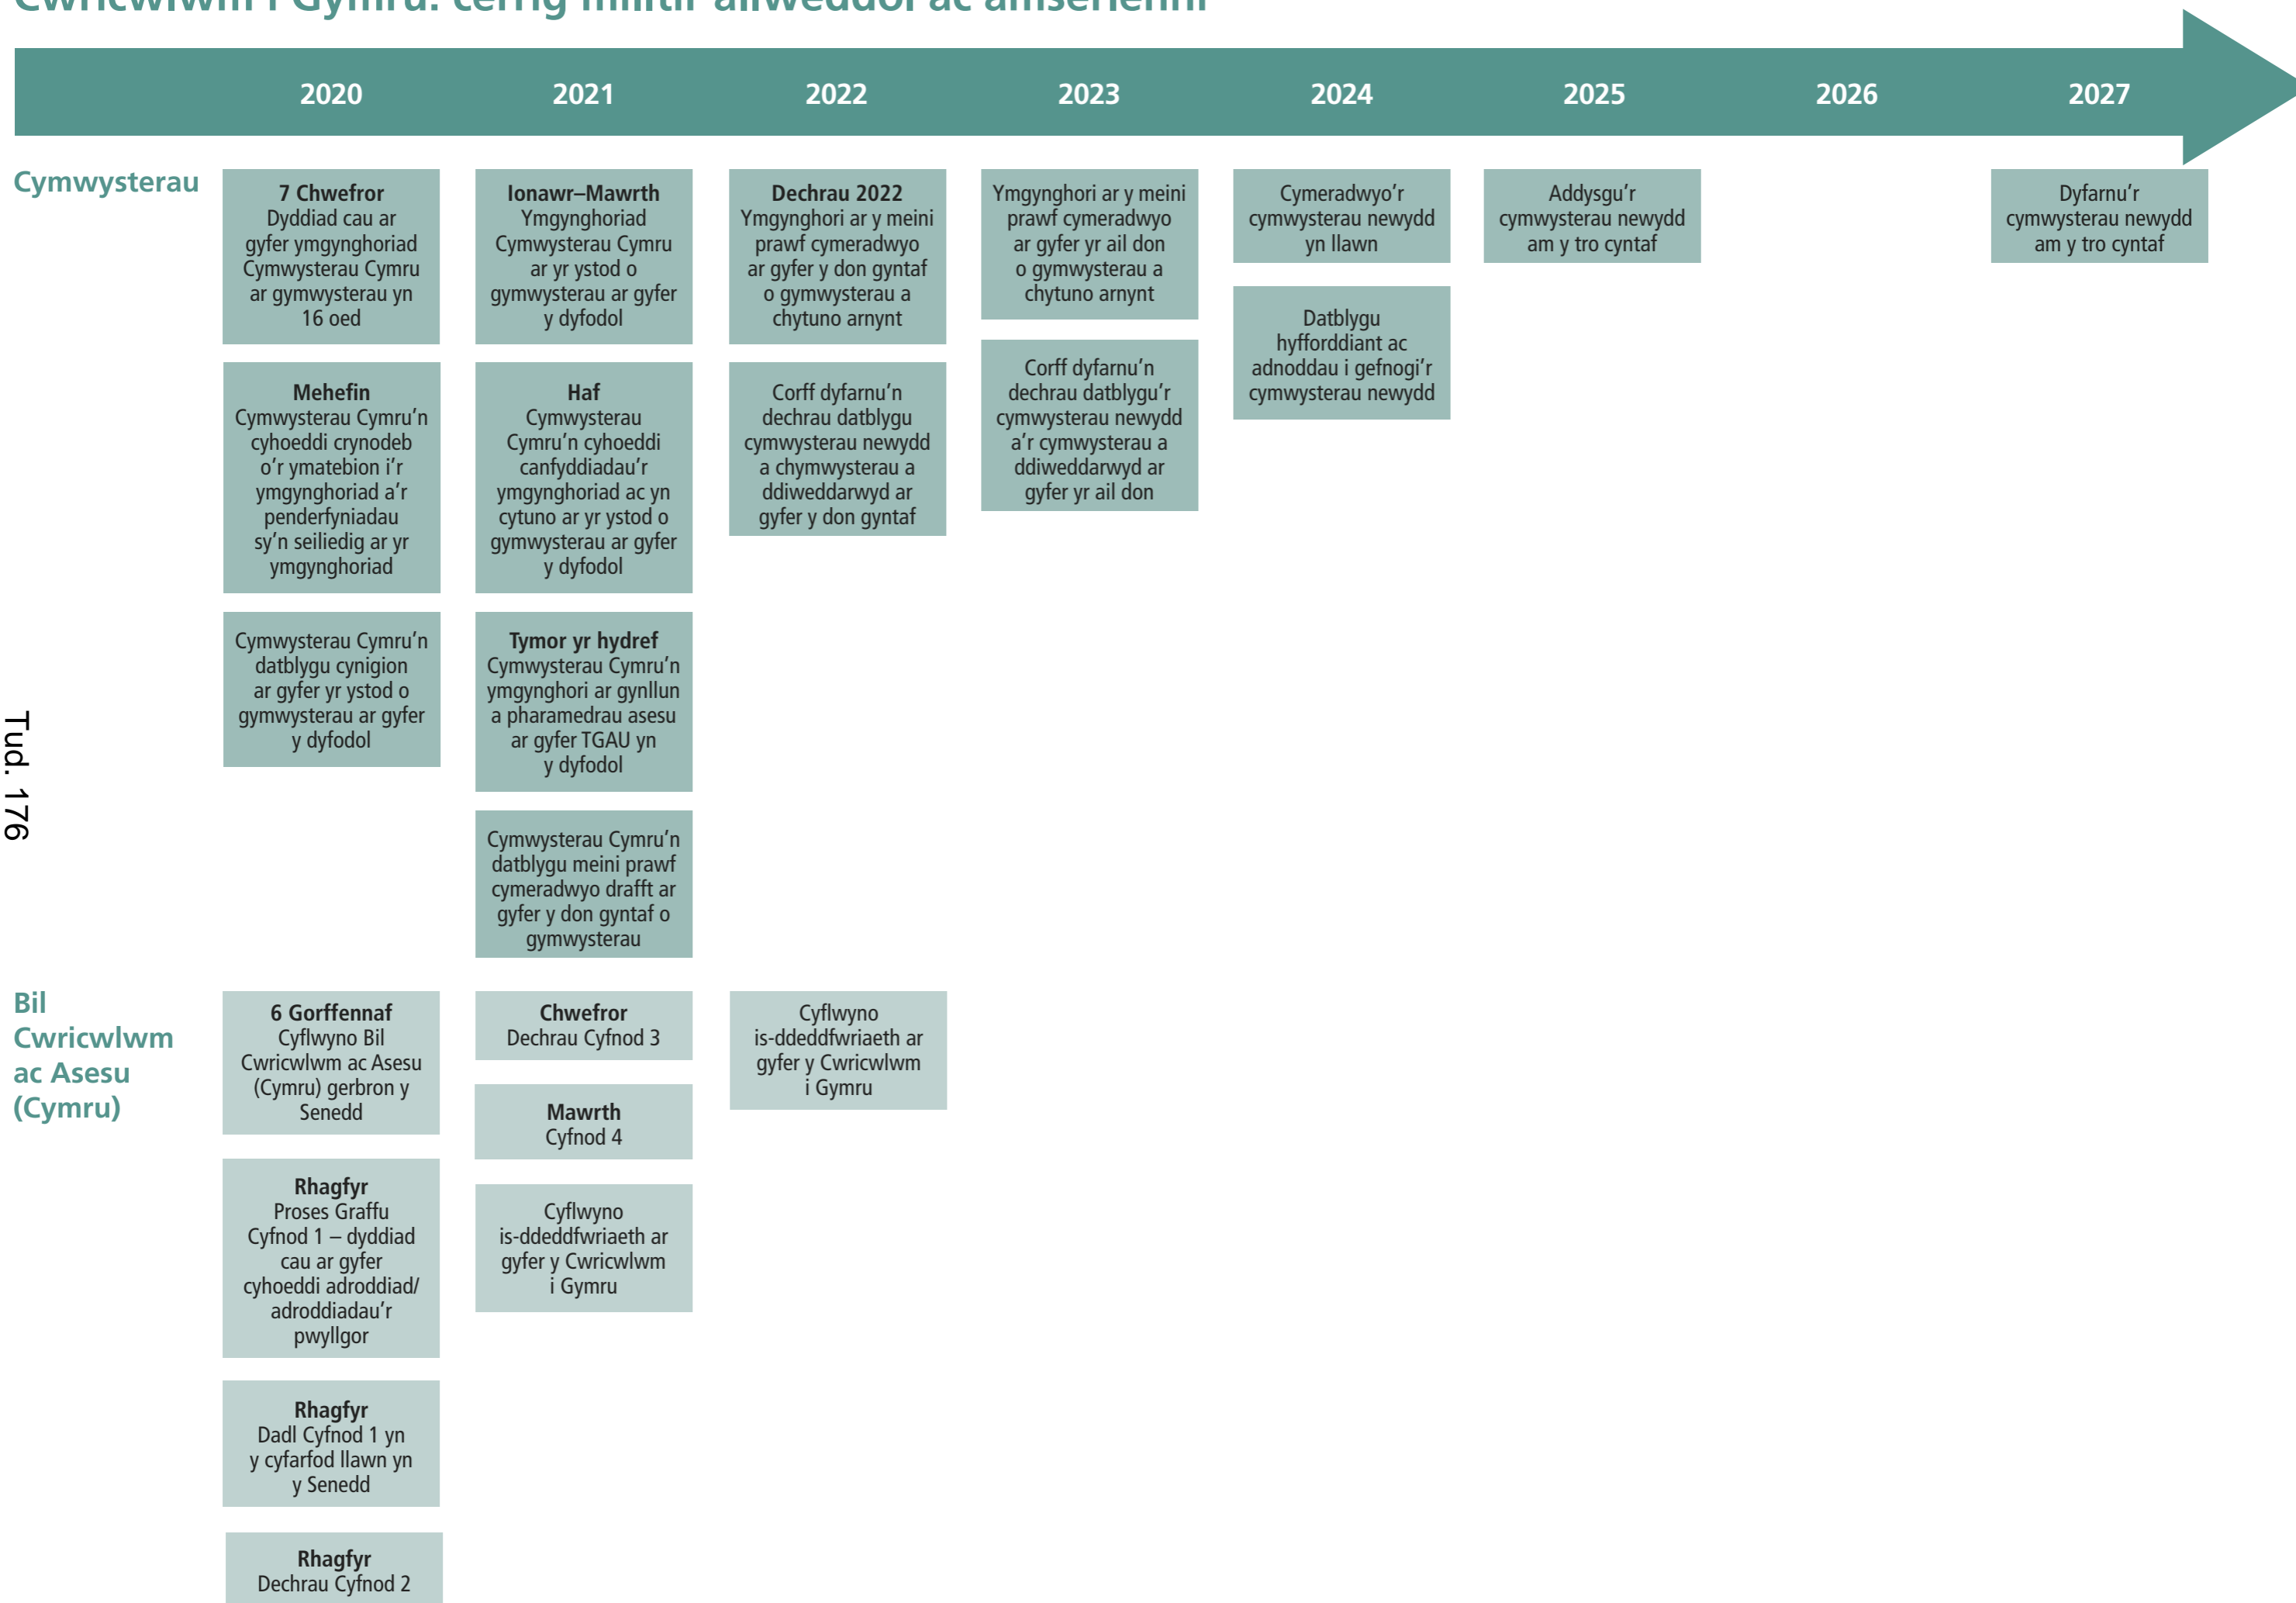 Cwricwlwm i Gymru: cerrig milltir allweddol ac amserlenni
2020
2021
2022
2023
2024
2025
2026
2027
Cymwysterau
7 Chwefror
Dyddiad cau ar
gyfer ymgynghoriad
Cymwysterau Cymru
ar gymwysterau yn
16 oed
Mehefin
Cymwysterau Cymru’n
cyhoeddi crynodeb
o’r ymatebion i’r
ymgynghoriad a’r
penderfyniadau
sy’n seiliedig ar yr
ymgynghoriad
Cymwysterau Cymru’n
datblygu cynigion
ar gyfer yr ystod o
gymwysterau ar gyfer
y dyfodol
Ionawr–Mawrth
Ymgynghoriad
Cymwysterau Cymru
ar yr ystod o
gymwysterau ar gyfer
y dyfodol
Haf
Cymwysterau
Cymru’n cyhoeddi
canfyddiadau’r
ymgynghoriad ac yn
cytuno ar yr ystod o
gymwysterau ar gyfer
y dyfodol
Tymor yr hydref
Cymwysterau Cymru’n
ymgynghori ar gynllun
a pharamedrau asesu
ar gyfer TGAU yn
y dyfodol
Cymwysterau Cymru’n
datblygu meini prawf
cymeradwyo drafft ar
gyfer y don gyntaf o
gymwysterau
Dechrau 2022
Ymgynghori ar y meini
prawf cymeradwyo
ar gyfer y don gyntaf
o gymwysterau a
chytuno arnynt
Corff dyfarnu’n
dechrau datblygu
cymwysterau newydd
a chymwysterau a
ddiweddarwyd ar
gyfer y don gyntaf
Ymgynghori ar y meini
prawf cymeradwyo
ar gyfer yr ail don
o gymwysterau a
chytuno arnynt
Corff dyfarnu’n
dechrau datblygu’r
cymwysterau newydd
a’r cymwysterau a
ddiweddarwyd ar
gyfer yr ail don
Cymeradwyo’r
cymwysterau newydd
yn llawn
Datblygu
hyfforddiant ac
adnoddau i gefnogi’r
cymwysterau newydd
Addysgu’r
cymwysterau newydd
am y tro cyntaf
Dyfarnu’r
cymwysterau newydd
am y tro cyntaf
Tud. 176
Bil
Cwricwlwm
ac Asesu
(Cymru)
6 Gorffennaf
Cyflwyno Bil
Cwricwlwm ac Asesu
(Cymru) gerbron y
Senedd
Rhagfyr
Proses Graffu
Cyfnod 1 – dyddiad
cau ar gyfer
cyhoeddi adroddiad/
adroddiadau’r
pwyllgor
Rhagfyr
Dadl Cyfnod 1 yn
y cyfarfod llawn yn
y Senedd
Rhagfyr
Dechrau Cyfnod 2
Chwefror
Dechrau Cyfnod 3
Mawrth
Cyfnod 4
Cyflwyno
is-ddeddfwriaeth ar
gyfer y Cwricwlwm
i Gymru
Cyflwyno
is-ddeddfwriaeth ar
gyfer y Cwricwlwm
i Gymru